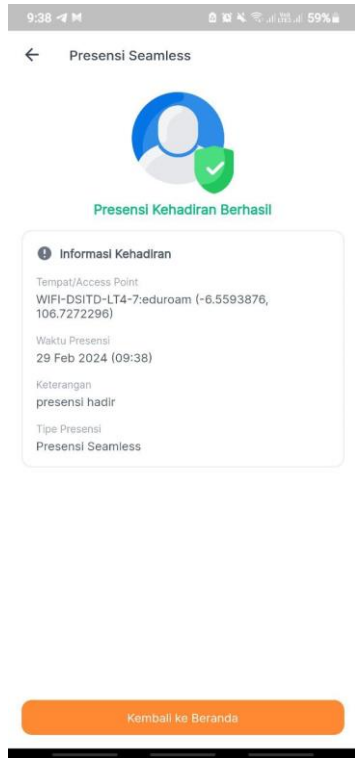 9:38 59%
Presensi Seamless
Presensi Kehadiran Berhasil
Informasi Kehadiran
Tempat/Access Point
WIFI-DSITD-LT4-7:eduroam (-6.5593876,
106.7272296)
Waktu Presensi
29 Feb 2024 (09:38)
Keterangan
presensi hadir
Tipe Presensi
Presensi Seamless
Kembali ke Beranda